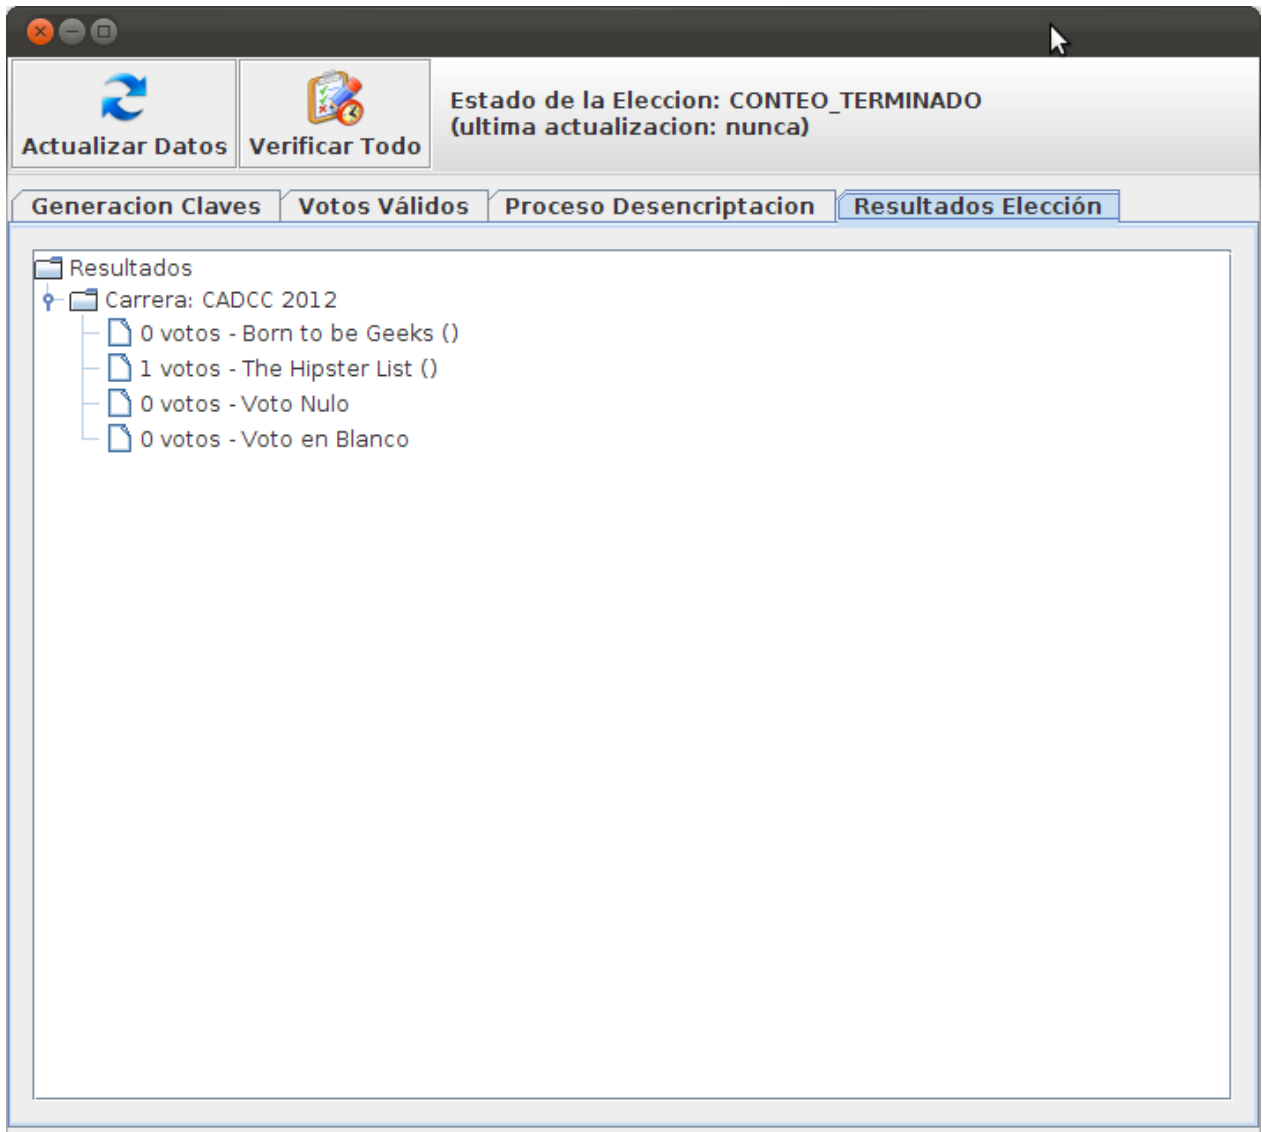 Actualizar Datos
Verificar Todo
Estado de la Eleccion: CONTEO_TERMINADO
(ultima actualizacion: nunca)
Generacion Claves
Votos Válidos
Proceso Desencriptacion
Resultados Elección
Resultados
Carrera: CADCC 2012
0 votos - Born to be Geeks ()
1 votos - The Hipster List ()
0 votos - Voto Nulo
0 votos - Voto en Blanco